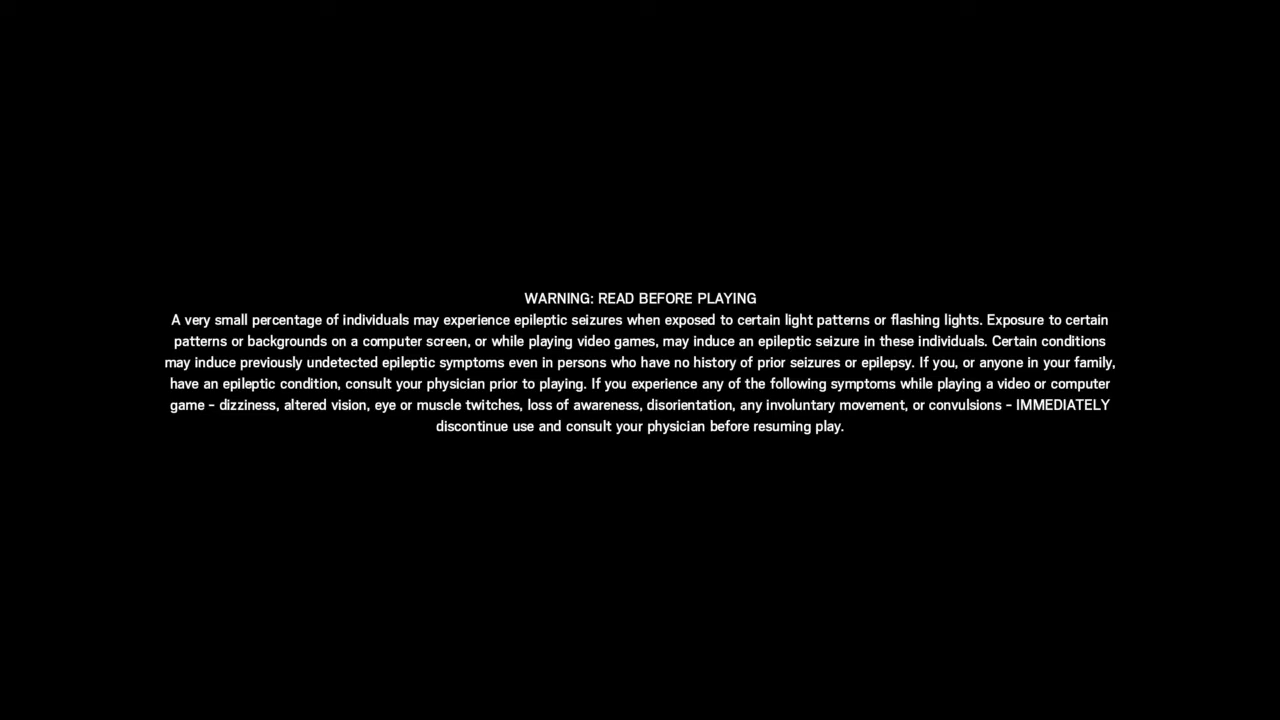 WARNING: READ BEFORE PLAYING
A very small percentage of individuals may experience epileptic seizures when exposed to certain light patterns or flashing lights. Exposure to certain
patterns or backgrounds on a computer screen, or while playing video games, may induce an epileptic seizure in these individuals. Certain conditions
may induce previously undetected epileptic symptoms even in persons who have no history of prior seizures or epilepsy. If you, or anyone in your family,
have an epileptic condition, consult your physician prior to playing. If you experience any of the following symptoms while playing a video or computer
game - dizziness, altered vision, eye or muscle twitches, loss of awareness, disorientation, any involuntary movement, or convulsions - IMMEDIATELY
discontinue use and consult your physician before resuming play.